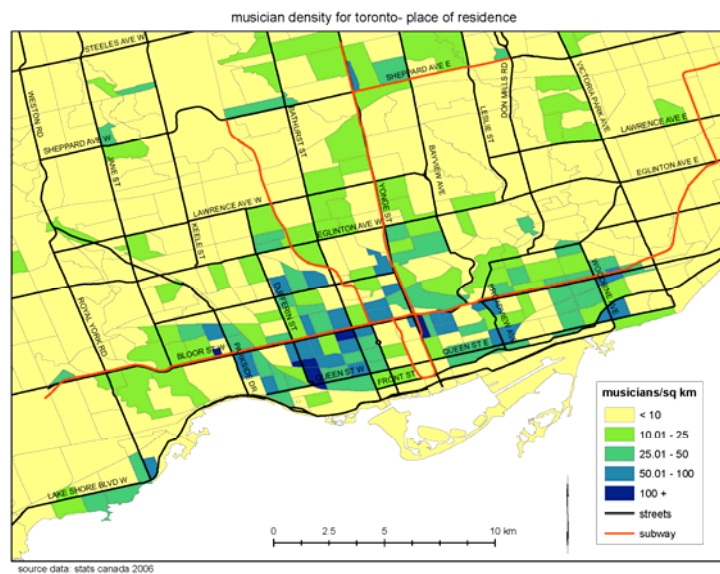 musician density for toronto- place of residence
STEELES AVE W
SHEPPARD AVE E
WESTON RD
JANE ST
BATHURST ST
DON MILLS RD
LESLIE ST
VICTORIA PARK AVE
LAWRENCE AVE E
SHEPPARD AVE W
BAYVIEW AVE
EGLINTON AVE E
YONGE ST
LAWRENCE AVE W
KEELE ST
EGLINTON AVE W
DUFFERIN ST
WOODBINE AVE
BROADVIEW AVE
ROYAL YORK RD
BLOOR ST W
PARKSIDE DR
QUEEN ST E
QUEEN ST W
FRONT ST
LAKE SHORE BLVD W
musicians/sq km
< 10
10.01 - 25
25.01 - 50
50.01 - 100
100 +
streets
subway
0 5 10 km
source data: stats canada 2006